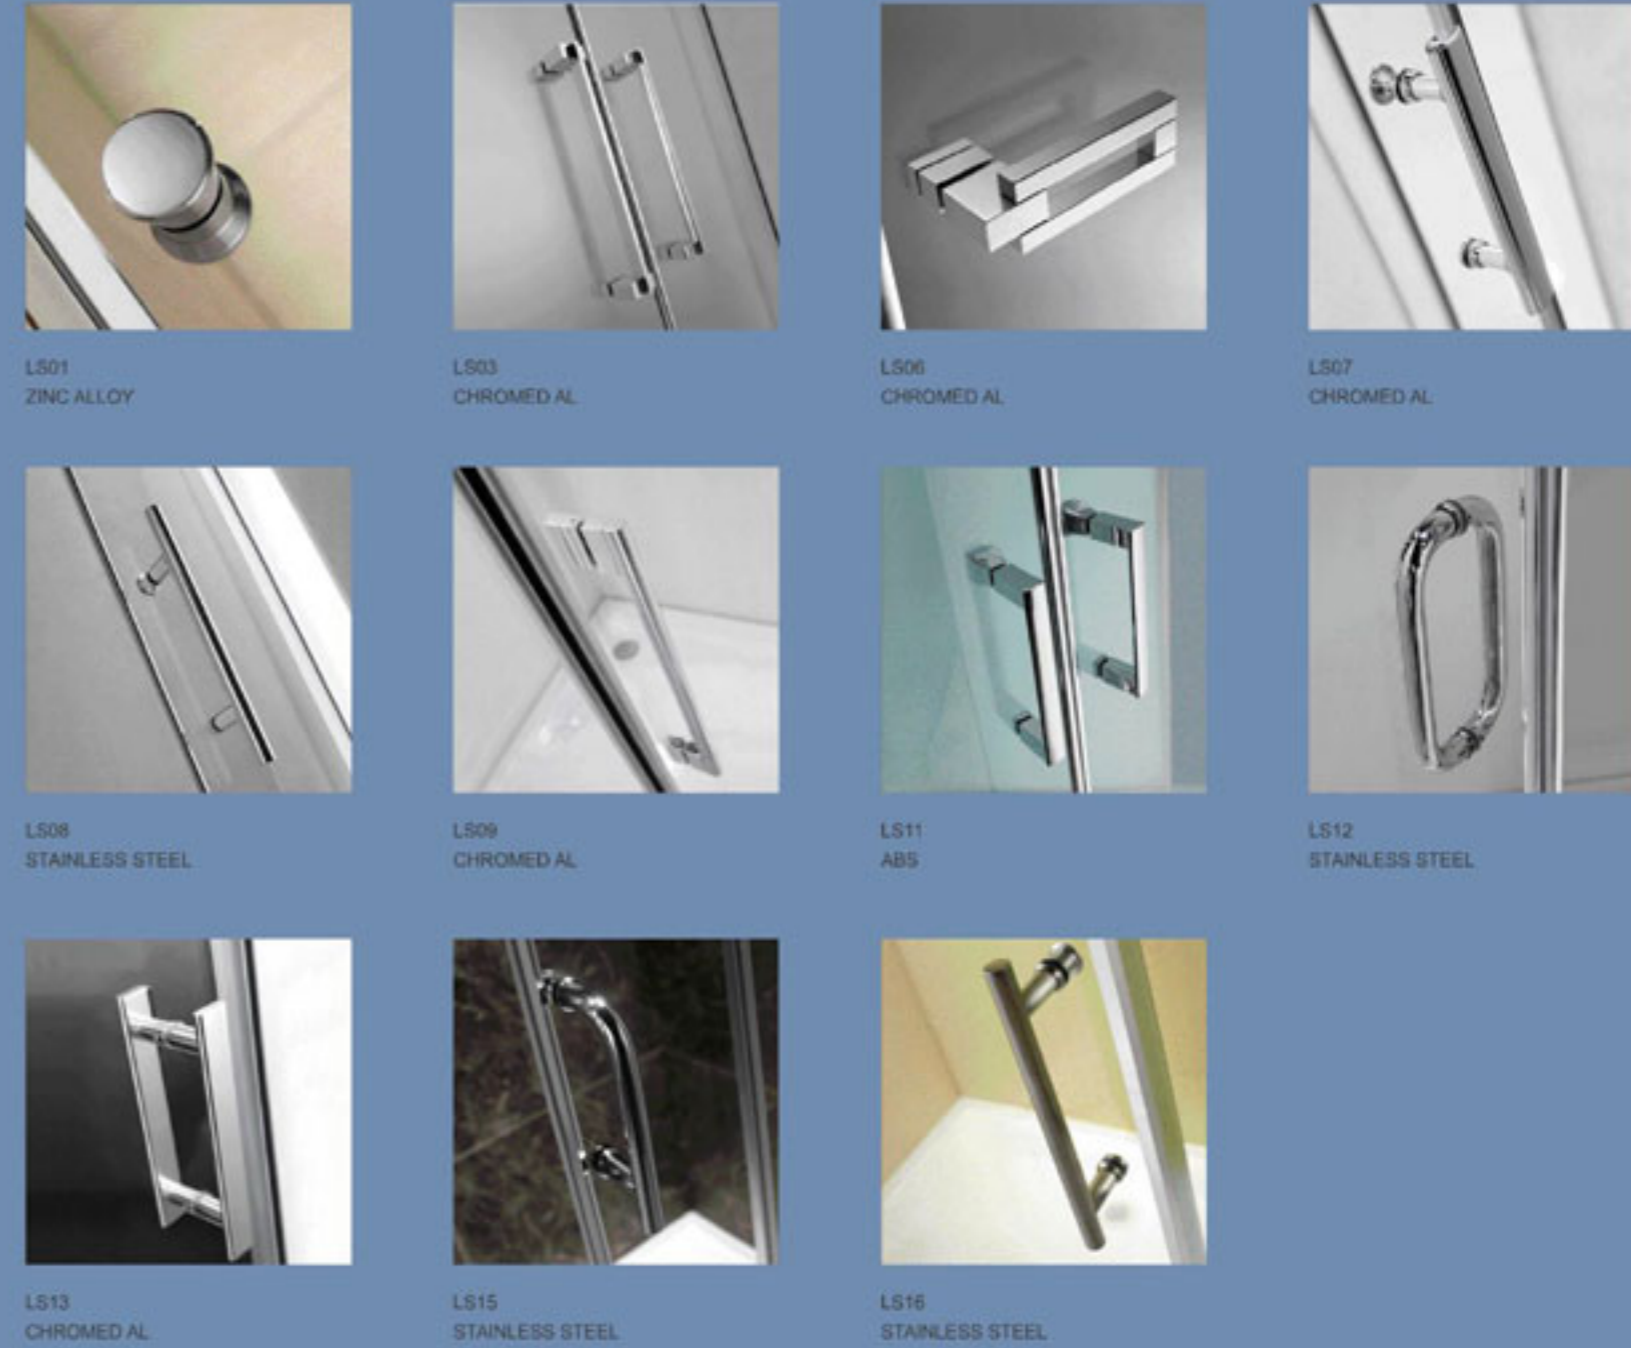 LS01
ZINC ALLOY
LS03
CHROMED AL
LS06
CHROMED AL
LS07
CHROMED AL
LS08
STAINLESS STEEL
LS09
CHROMED AL
LS11
ABS
LS12
STAINLESS STEEL
LS13
CHROMED AL
LS15
STAINLESS STEEL
LS16
STAINLESS STEEL